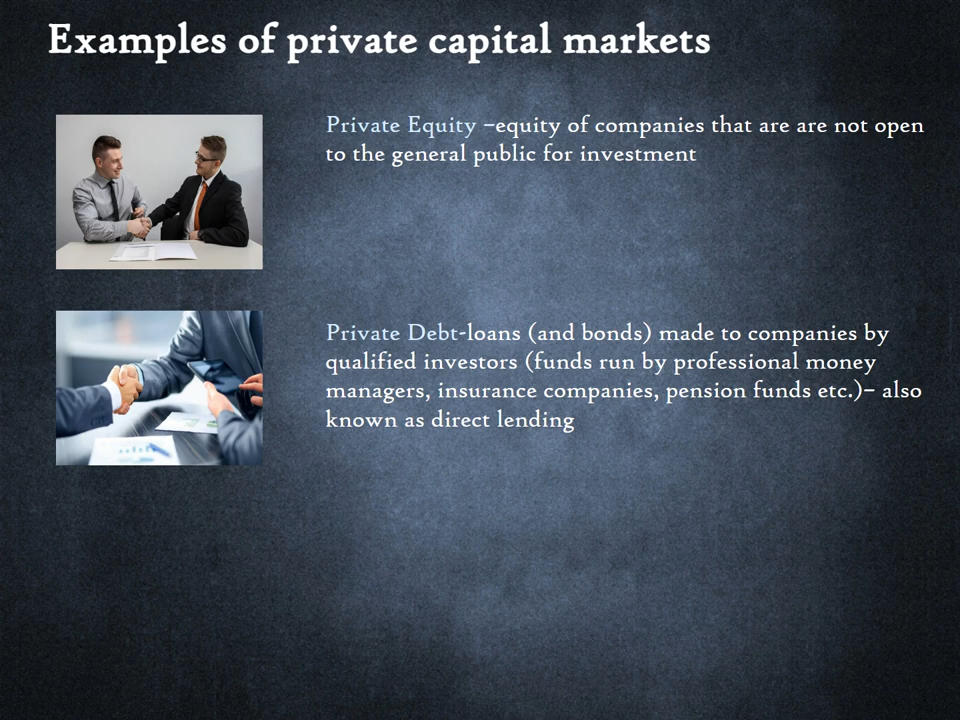 Examples of private capital markets
Private Equity –equity of companies that are are not open
to the general public for investment
Private Debt-loans (and bonds) made to companies by
qualified investors (funds run by professional money
managers, insurance companies, pension funds etc.)– also
known as direct lending